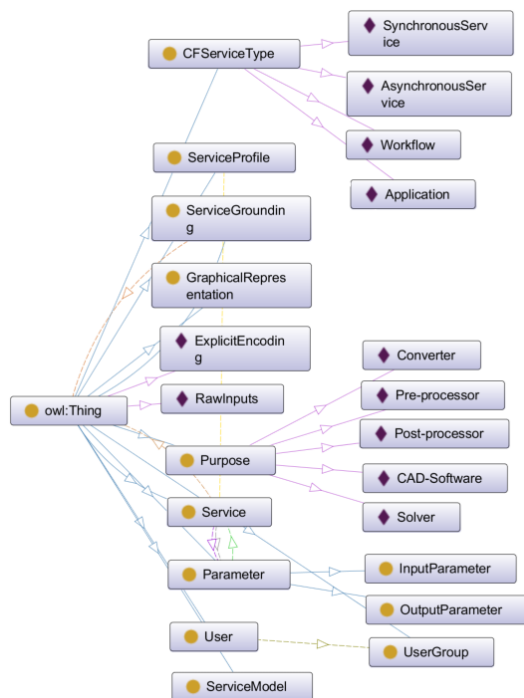 SynchronousServ
ice
CFServiceType
AsynchronousSer
vice
Workflow
ServiceProfile
Application
ServiceGroundin
g
GraphicalRepres
entation
ExplicitEncodin
g
Converter
RawInputs
Pre-processor
owl:Thing
Post-processor
Purpose
CAD-Software
Service
Solver
Parameter
InputParameter
OutputParameter
User
UserGroup
ServiceModel